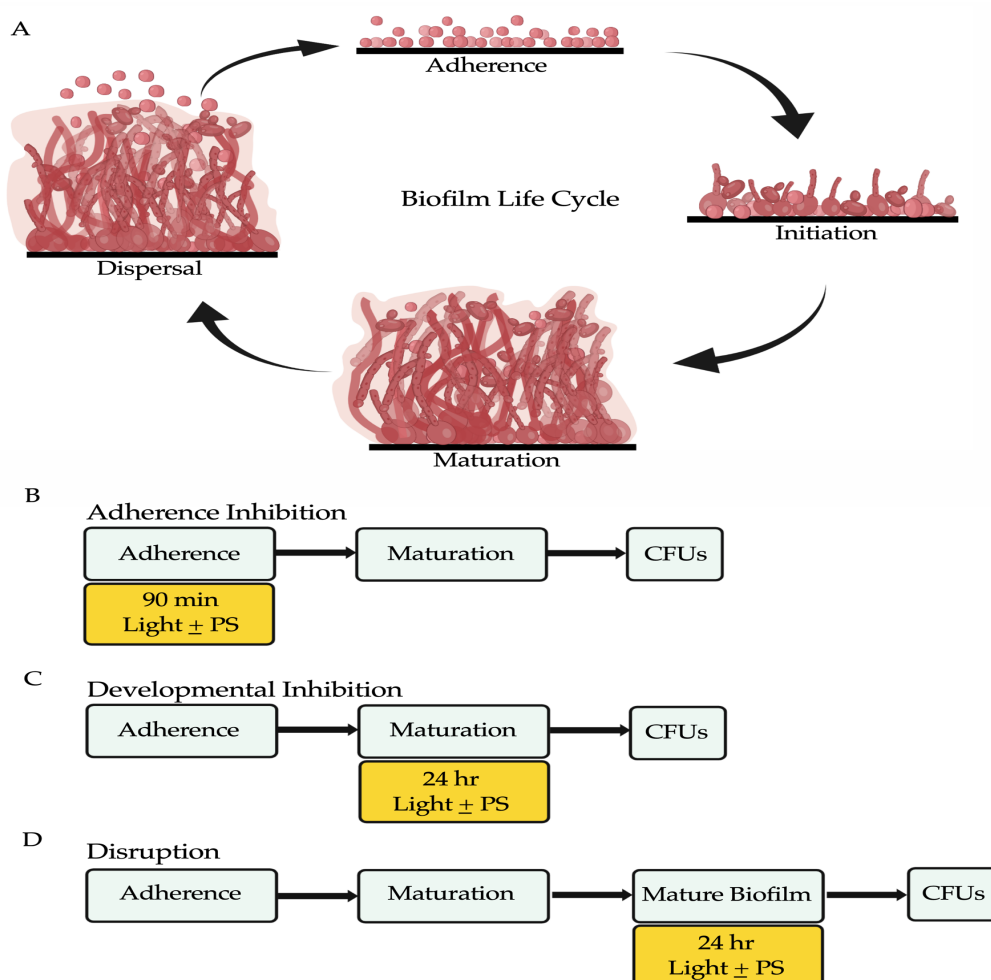 A
Adherence
Biofilm Life Cycle
Initiation
Dispersal
Maturation
B
Adherence Inhibition
Adherence
Maturation
CFUs
90 min
Light ± PS
C
Developmental Inhibition
Adherence
Maturation
CFUs
24 hr
Light ± PS
D
Disruption
Adherence
Maturation
Mature Biofilm
CFUs
24 hr
Light ± PS